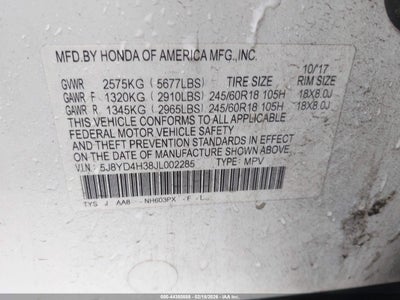 MFD.BY HONDA OF AMERICA MFG.,INC.
10/17
GVWR 2575KG (5677LBS) TIRE SIZE RIM SIZE
GAWR F 1320KG (2910LBS) 245/60R18 105H 18X8.0J
GAWR R 1345KG (2965LBS) 245/60R18 105H 18X8.0J
THIS VEHICLE CONFORMS TO ALL APPLICABLE
FEDERAL MOTOR VEHICLE SAFETY AND
THEFT PREVENTION STANDARDS IN EFFECT ON
THE DATE OF MANUFACTURE SHOWN ABOVE.
V.I.N.: 5J8YD4H38JL002285 TYPE: MPV
TYS J AA8 NH603PX F